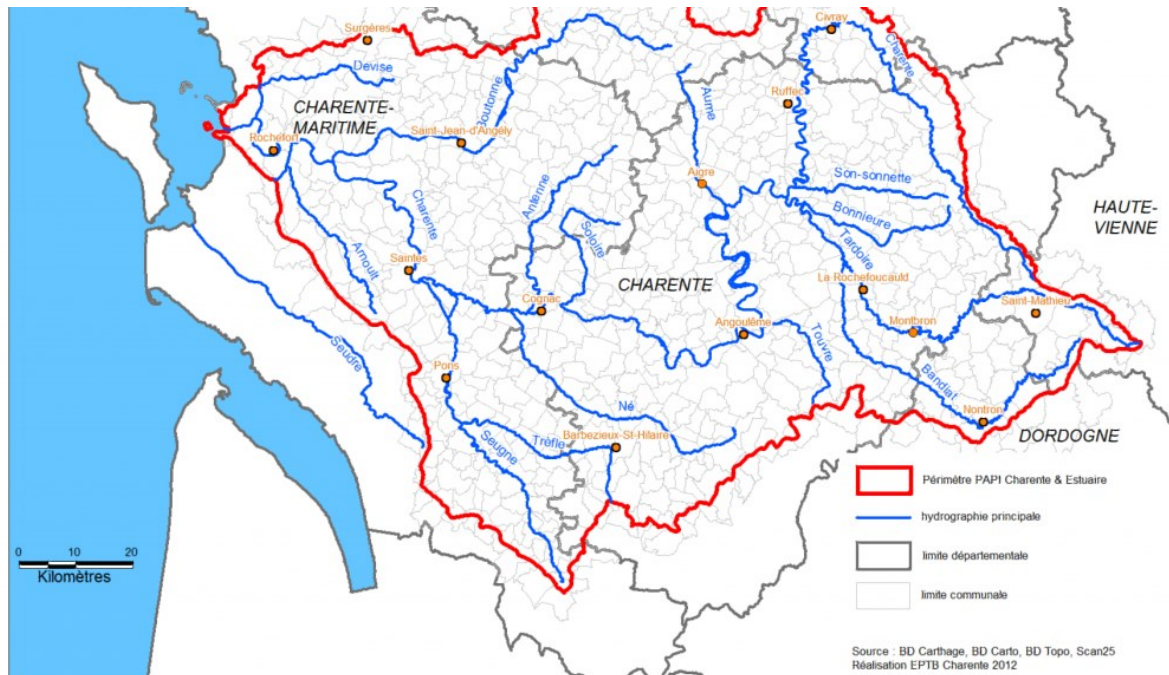 Surgères
Civray
Devise
Charente
CHARENTE-
MARITIME
Boutonne
Aume
Ruffec
Rochefort
Saint-Jean-d'Angély
Aigre
Son-sonnette
Antenne
Bonnieure
HAUTE-
VIENNE
Charente
Soloire
Tardoire
Arnoult
Saintes
CHARENTE
La Rochefoucauld
Cognac
Saint-Mathieu
Angoulême
Montbron
Seudre
Touvre
Pons
Bandiat
Né
Nontron
Seugne
Trèfle
Barbezieux-St-Hilaire
DORDOGNE
Périmètre PAPI Charente & Estuaire
hydrographie principale
0 10 20
Kilomètres
limite départementale
limite communale
Source : BD Carthage, BD Carto, BD Topo, Scan25
Réalisation EPTB Charente 2012